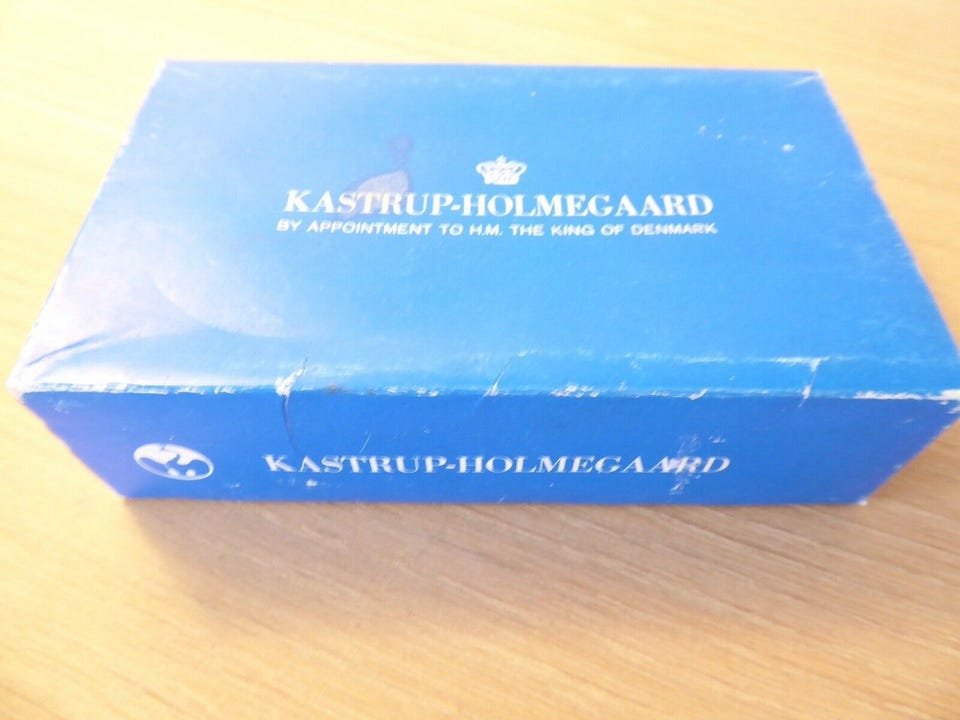 KASTRUP-HOLMEGAARD
BY APPOINTMENT TO H.M. THE KING OF DENMARK
KASTRUP-HOLMEGAARD